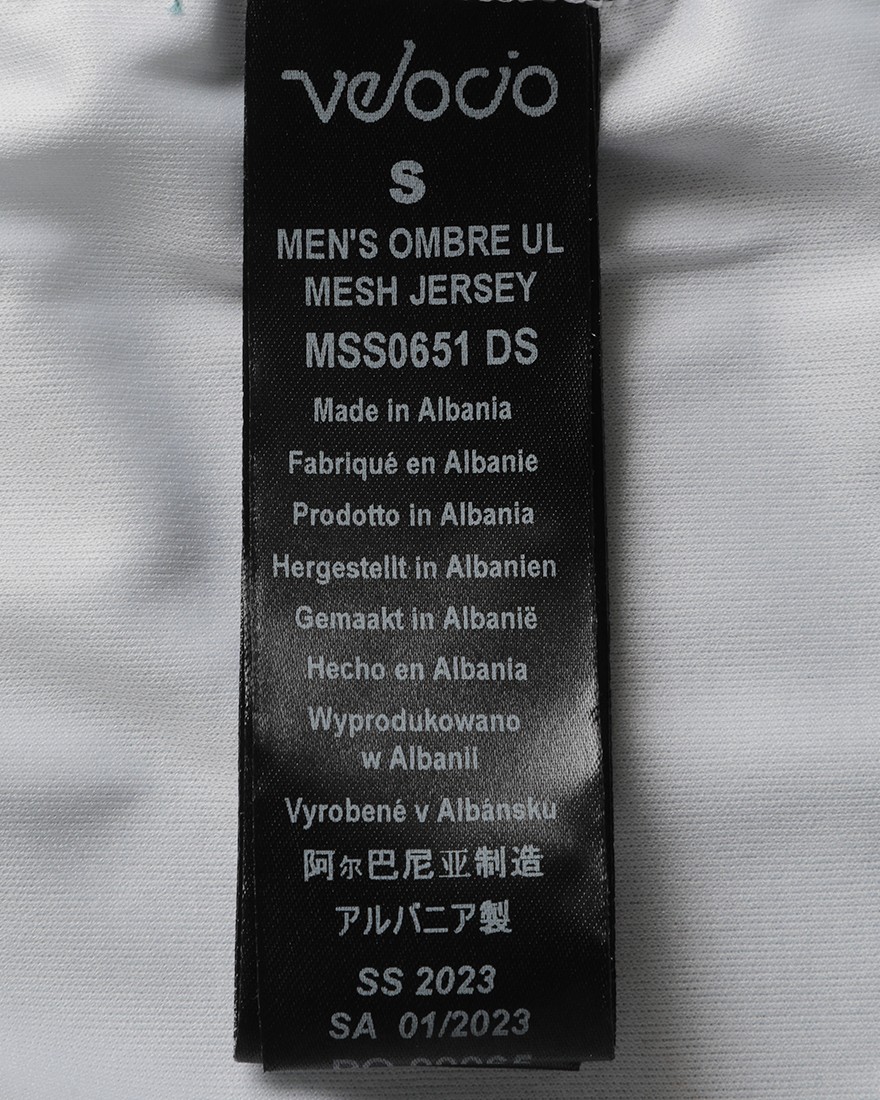 velocio
S
MEN'S OMBRE UL
MESH JERSEY
MSS0651 DS
Made in Albania
Fabriqué en Albanie
Prodotto in Albania
Hergestellt in Albanien
Gemaakt in Albanië
Hecho en Albania
Wyprodukowano
w Albanii
Vyrobené v Albánsku
阿尔巴尼亚制造
アルバニア製
SS 2023
SA 01/2023